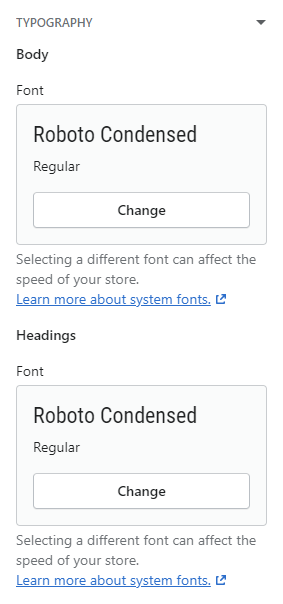 TYPOGRAPHY
Body
Font
Roboto Condensed
Regular
Change
Selecting a different font can affect the
speed of your store.
Learn more about system fonts.
Headings
Font
Roboto Condensed
Regular
Change
Selecting a different font can affect the
speed of your store.
Learn more about system fonts.